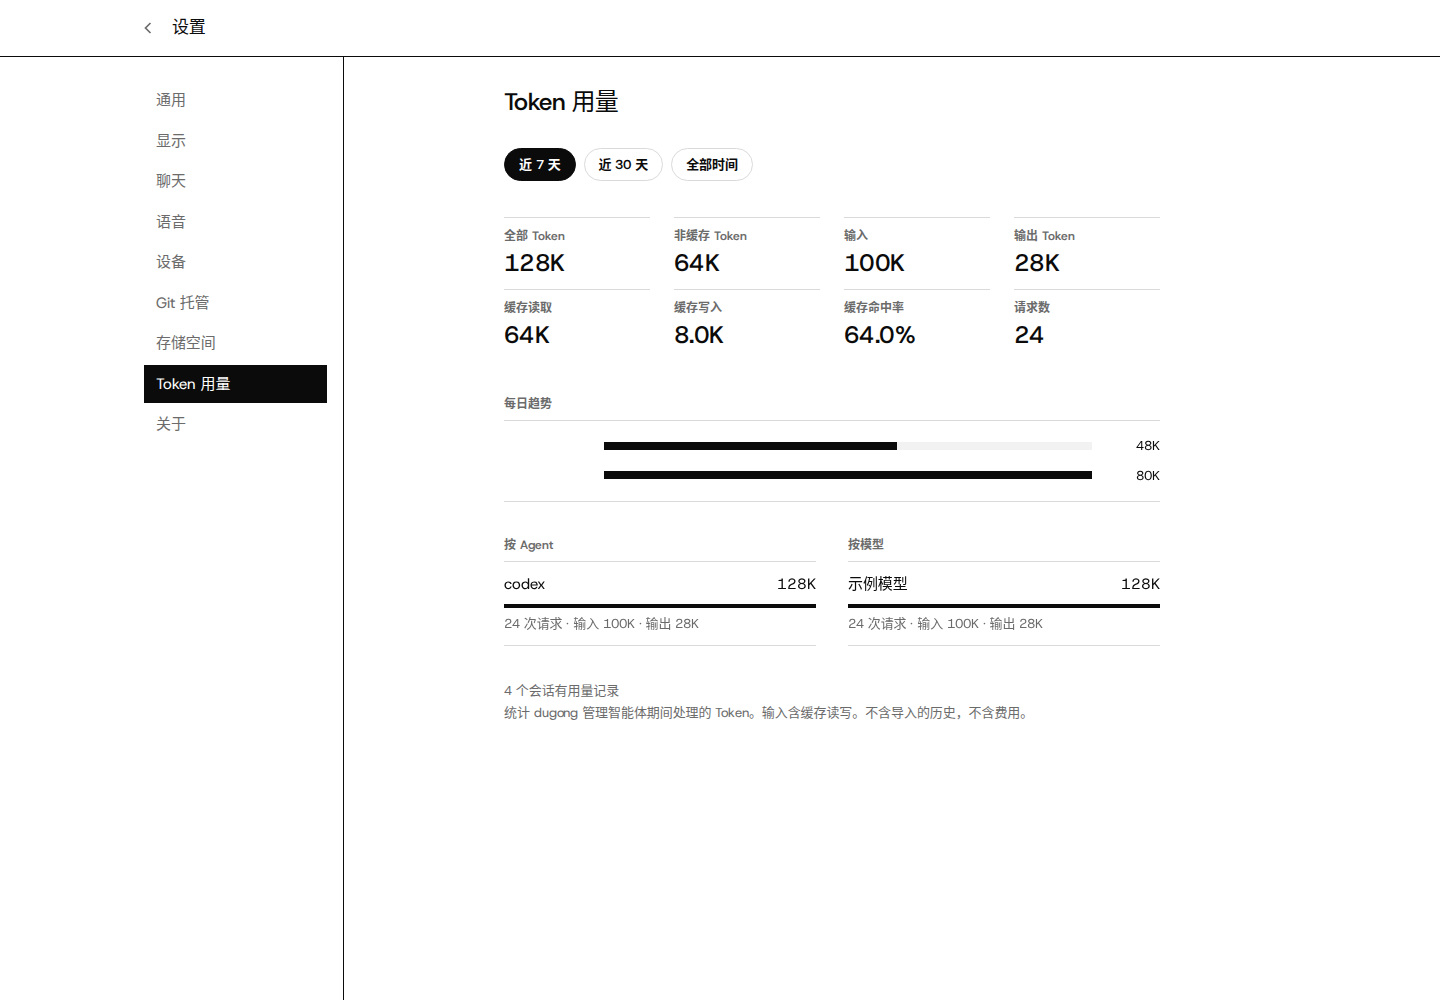 设置
通用
显示
聊天
语音
设备
Git 托管
存储空间
Token 用量
关于
Token 用量
近 7 天 近 30 天 全部时间
全部 Token 非缓存 Token 输入 输出 Token
128K 64K 100K 28K
缓存读取 缓存写入 缓存命中率 请求数
64K 8.0K 64.0% 24
每日趋势
48K
80K
按 Agent 按模型
codex 128K 示例模型 128K
24 次请求 · 输入 100K · 输出 28K 24 次请求 · 输入 100K · 输出 28K
4 个会话有用量记录
统计 dugong 管理智能体期间处理的 Token。输入含缓存读写。不含导入的历史，不含费用。